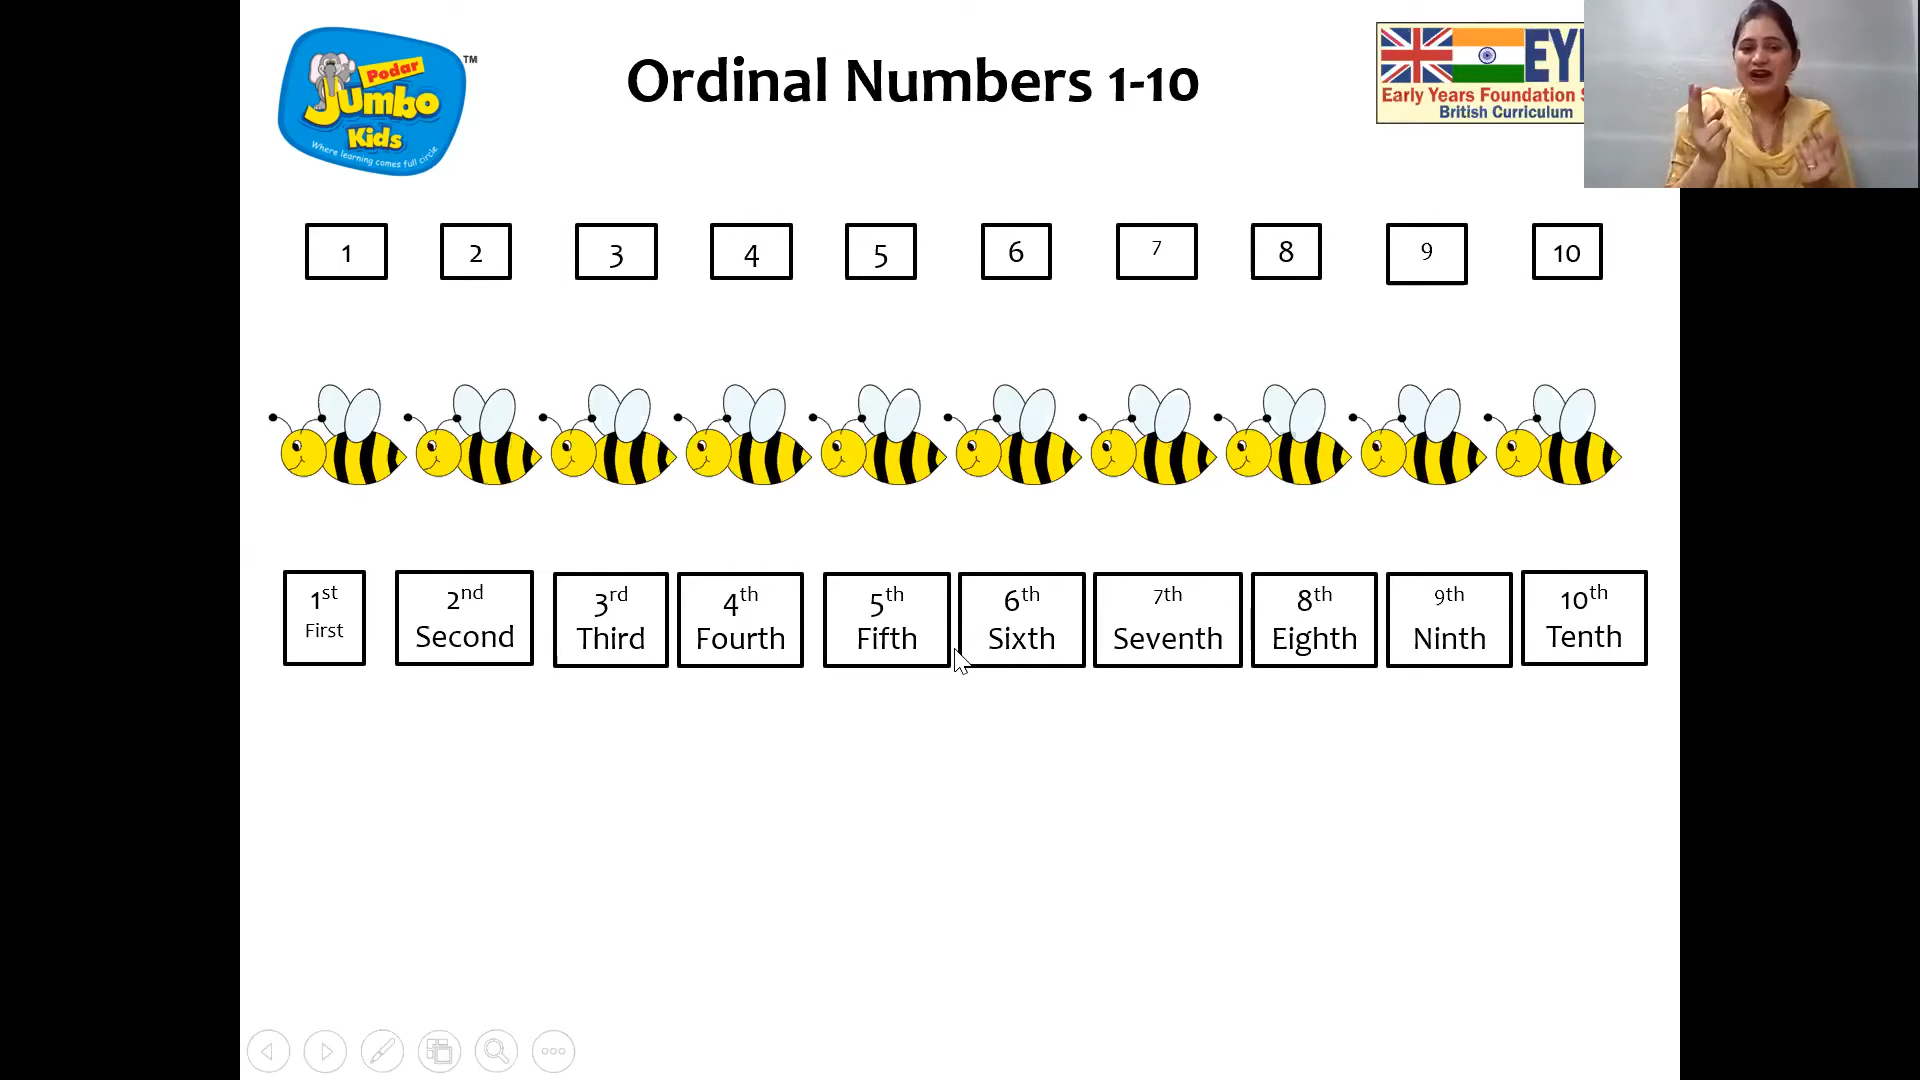 Podar
Jumbo
Kids
Where learning comes full circle
TM
Ordinal Numbers 1-10
Early Years Foundation
British Curriculum
1 2 3 4 5 6 7 8 9 10
1st 2nd 3rd 4th 5th 6th 7th 8th 9th 10th
First Second Third Fourth Fifth Sixth Seventh Eighth Ninth Tenth